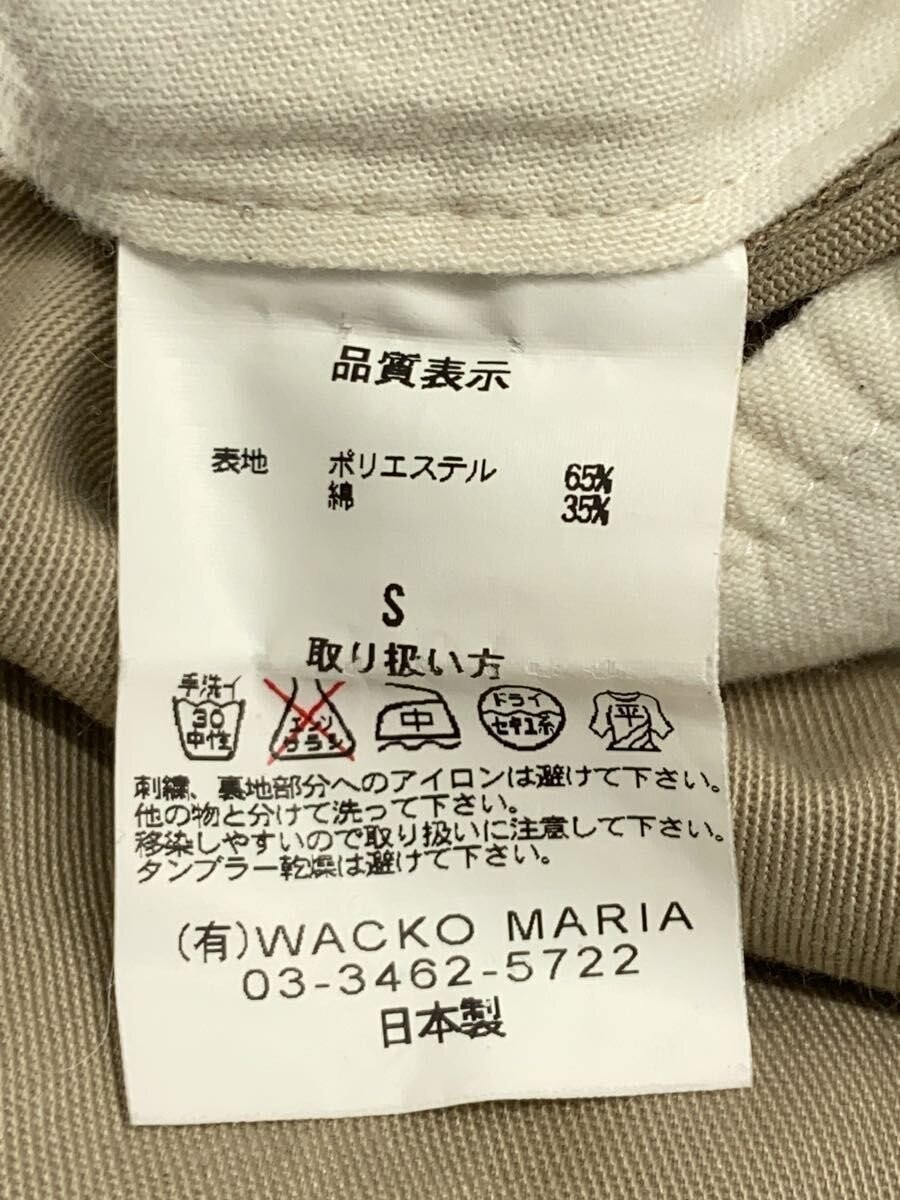 品質表示
表地 ポリエステル 65%
綿 35%
S
取り扱い方
手洗イ
30 中性
エンソ サラシ
中
ドライ セキユ系
平
刺繍、裏地部分へのアイロンは避けて下さい。
他の物と分けて洗って下さい。
移染しやすいので取り扱いに注意して下さい。
タンブラー乾燥は避けて下さい。
(有)WACKO MARIA
03-3462-5722
日本製